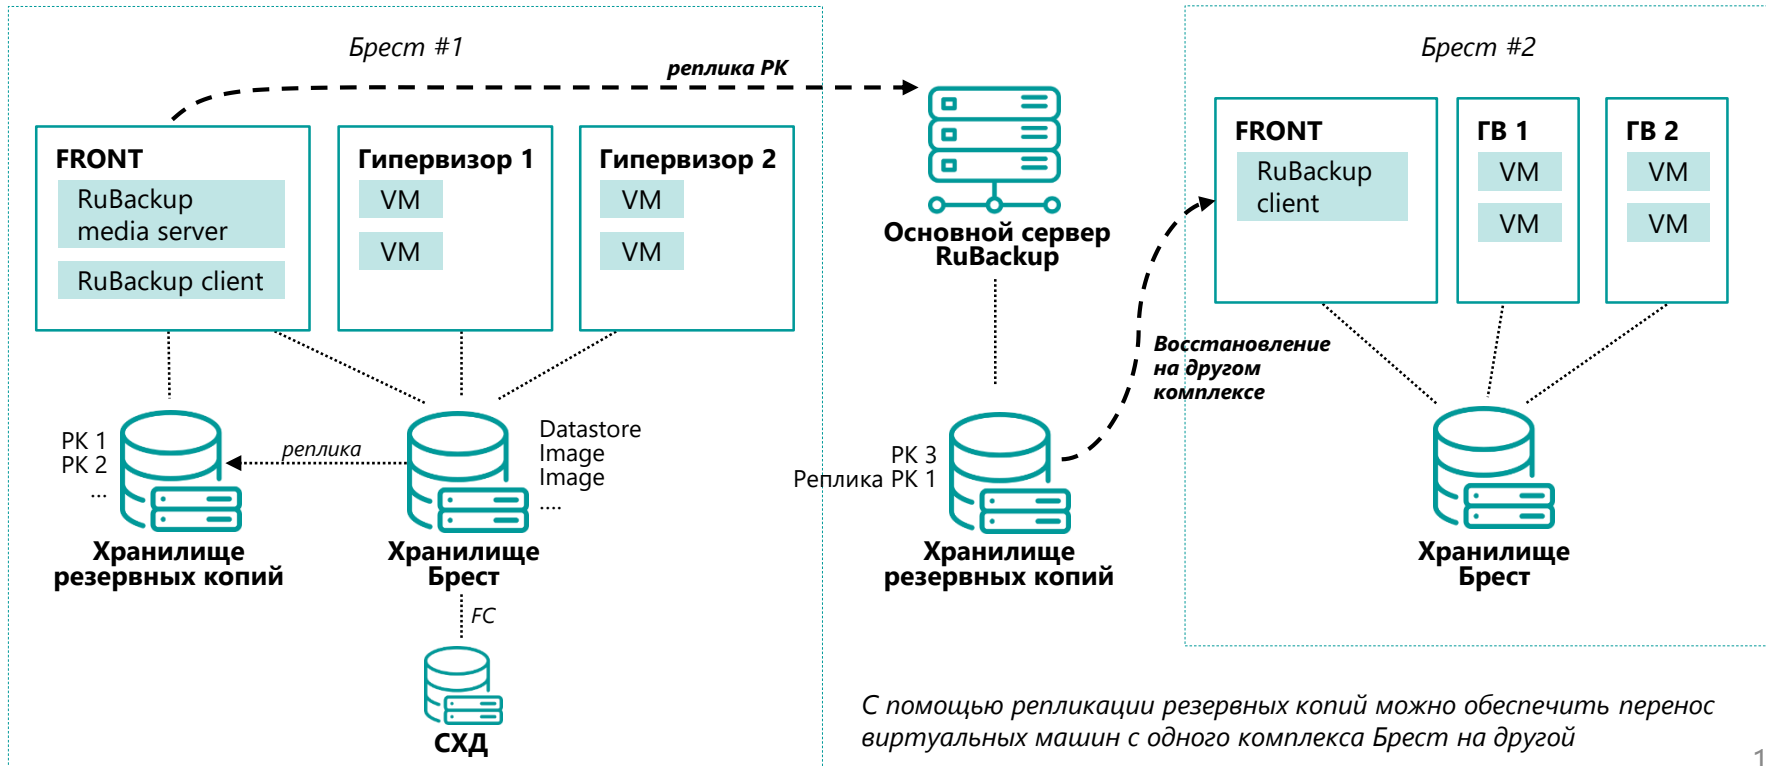 Брест #1
реплика РК
FRONT
RuBackup
media server
RuBackup client
Гипервизор 1
VM
VM
Гипервизор 2
VM
VM
РК 1
РК 2
...
реплика
Datastore
Image
Image
....
Хранилище
резервных копий
Хранилище
Брест
FC
СХД
Основной сервер
RuBackup
РК 3
Реплика РК 1
Хранилище
резервных копий
Восстановление
на другом
комплексе
Брест #2
FRONT
RuBackup
client
ГВ 1
VM
VM
ГВ 2
VM
VM
Хранилище
Брест
С помощью репликации резервных копий можно обеспечить перенос
виртуальных машин с одного комплекса Брест на другой
1